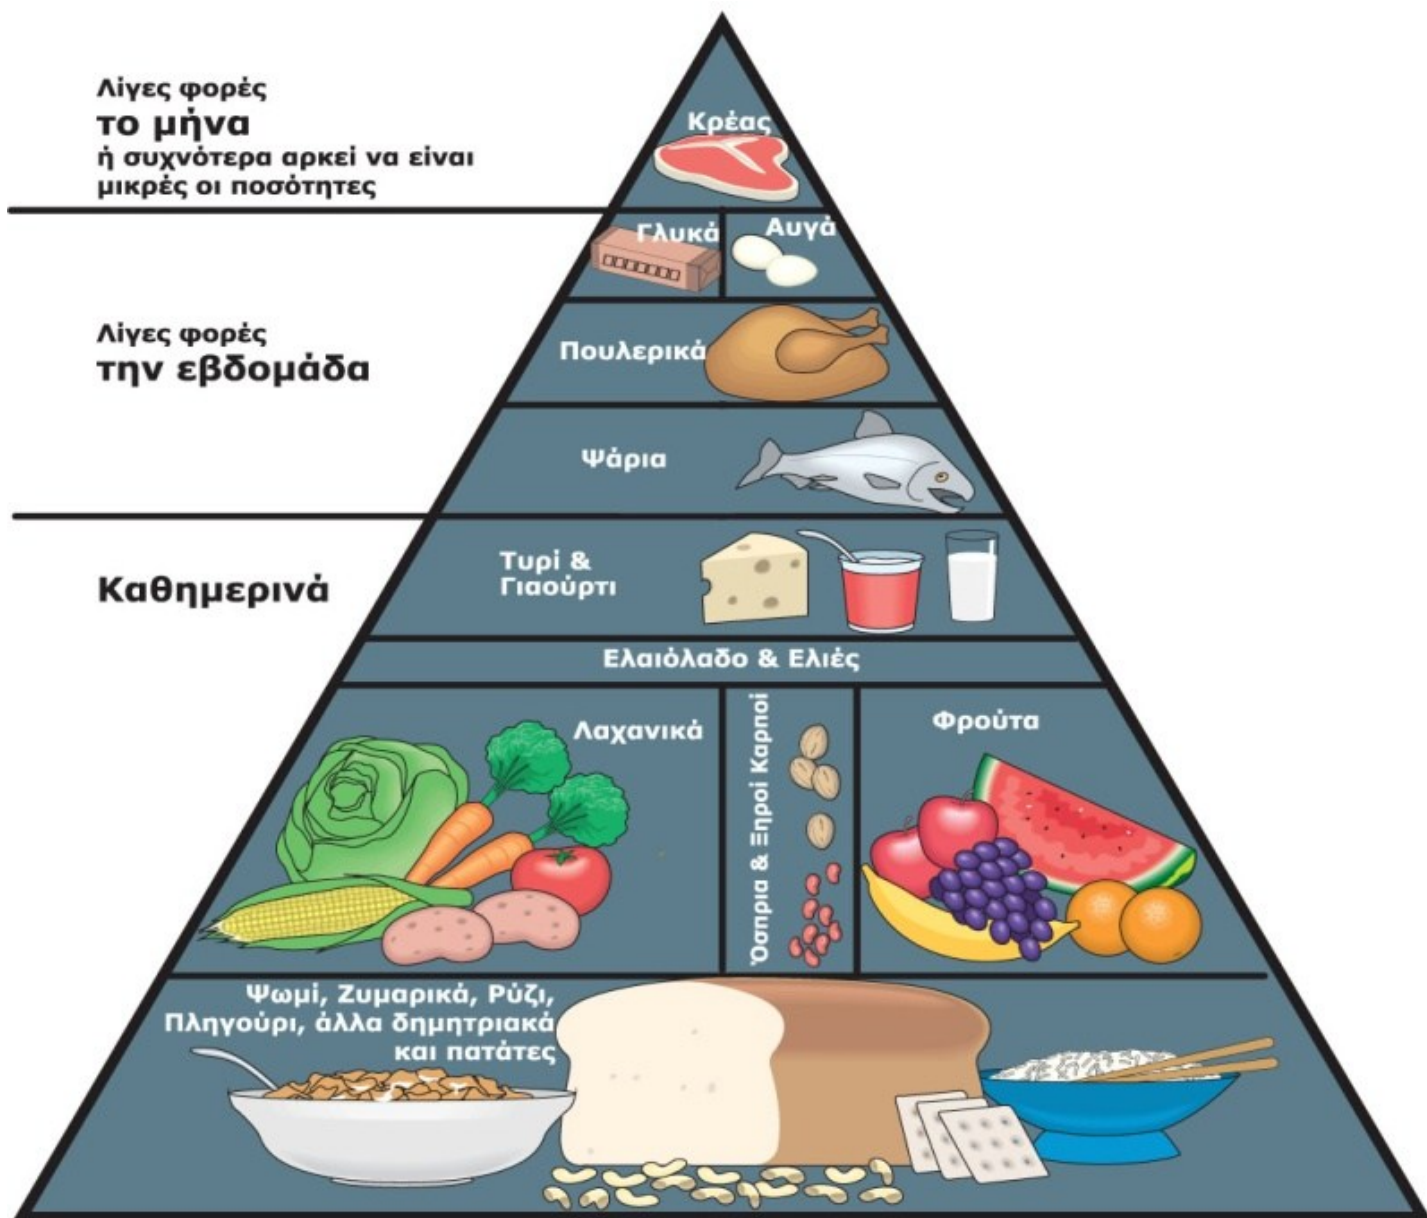 Λίγες φορές
το μήνα
ή συχνότερα αρκεί να είναι
μικρές οι ποσότητες
Κρέας
Γλυκά
Αυγά
Λίγες φορές
την εβδομάδα
Πουλερικά
Ψάρια
Καθημερινά
Τυρί &
Γιαούρτι
Ελαιόλαδο & Ελιές
Λαχανικά
Όσπρια & Ξηροί Καρποί
Φρούτα
Ψωμί, Ζυμαρικά, Ρύζι,
Πληγούρι, άλλα δημητριακά
και πατάτες